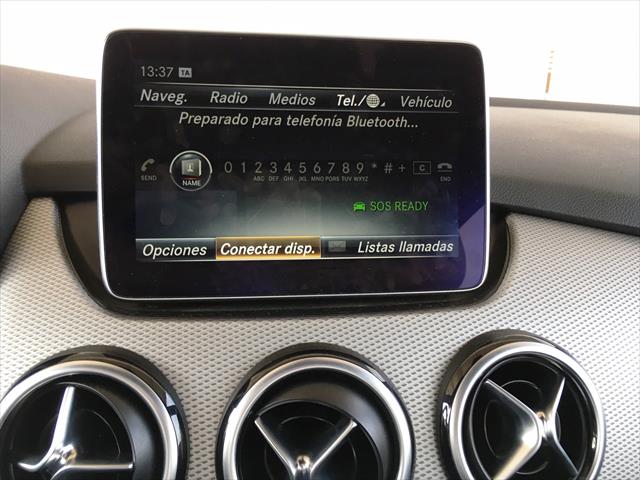 13:37 TA
Naveg. Radio Medios Tel./ Vehículo
Preparado para telefonía Bluetooth...
0 1 2 3 4 5 6 7 8 9 * # + C
SEND NAME ABC DEF GHI JKL MNO PQRS TUV WXYZ END
SOS READY
Opciones Conectar disp. Listas llamadas